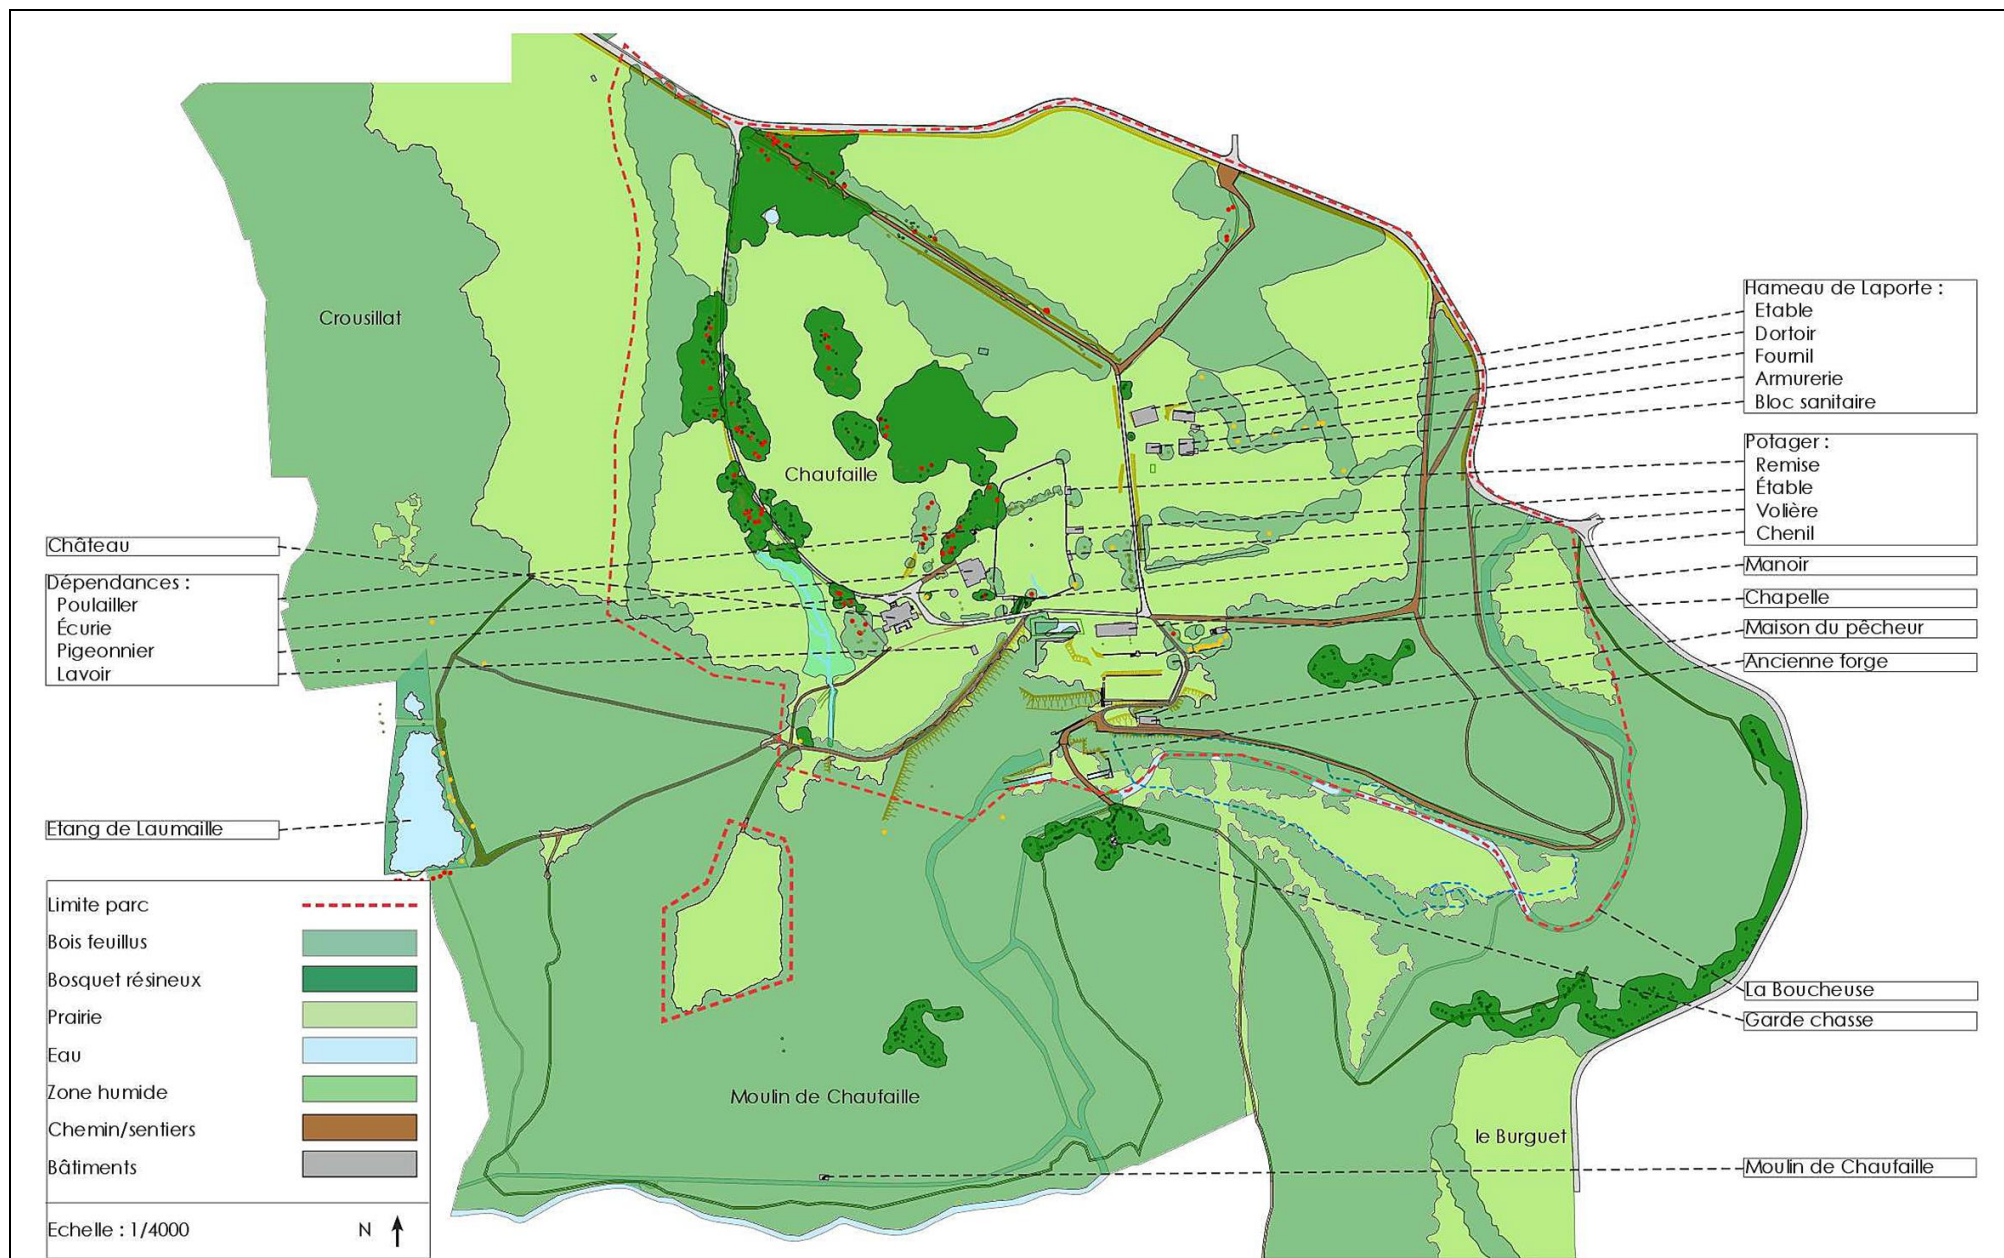 Crousillat
Chaufaille
Hameau de Laporte :
Etable
Dortoir
Fournil
Armurerie
Bloc sanitaire
Potager :
Remise
Étable
Volière
Chenil
Manoir
Chapelle
Maison du pêcheur
Ancienne forge
Château
Dépendances :
Poulailler
Écurie
Pigeonnier
Lavoir
Etang de Laumaille
Limite parc
Bois feuillus
Bosquet résineux
Prairie
Eau
Zone humide
Chemin/sentiers
Bâtiments
Echelle : 1/4000
N
Moulin de Chaufaille
le Burguet
La Boucheuse
Garde chasse
Moulin de Chaufaille